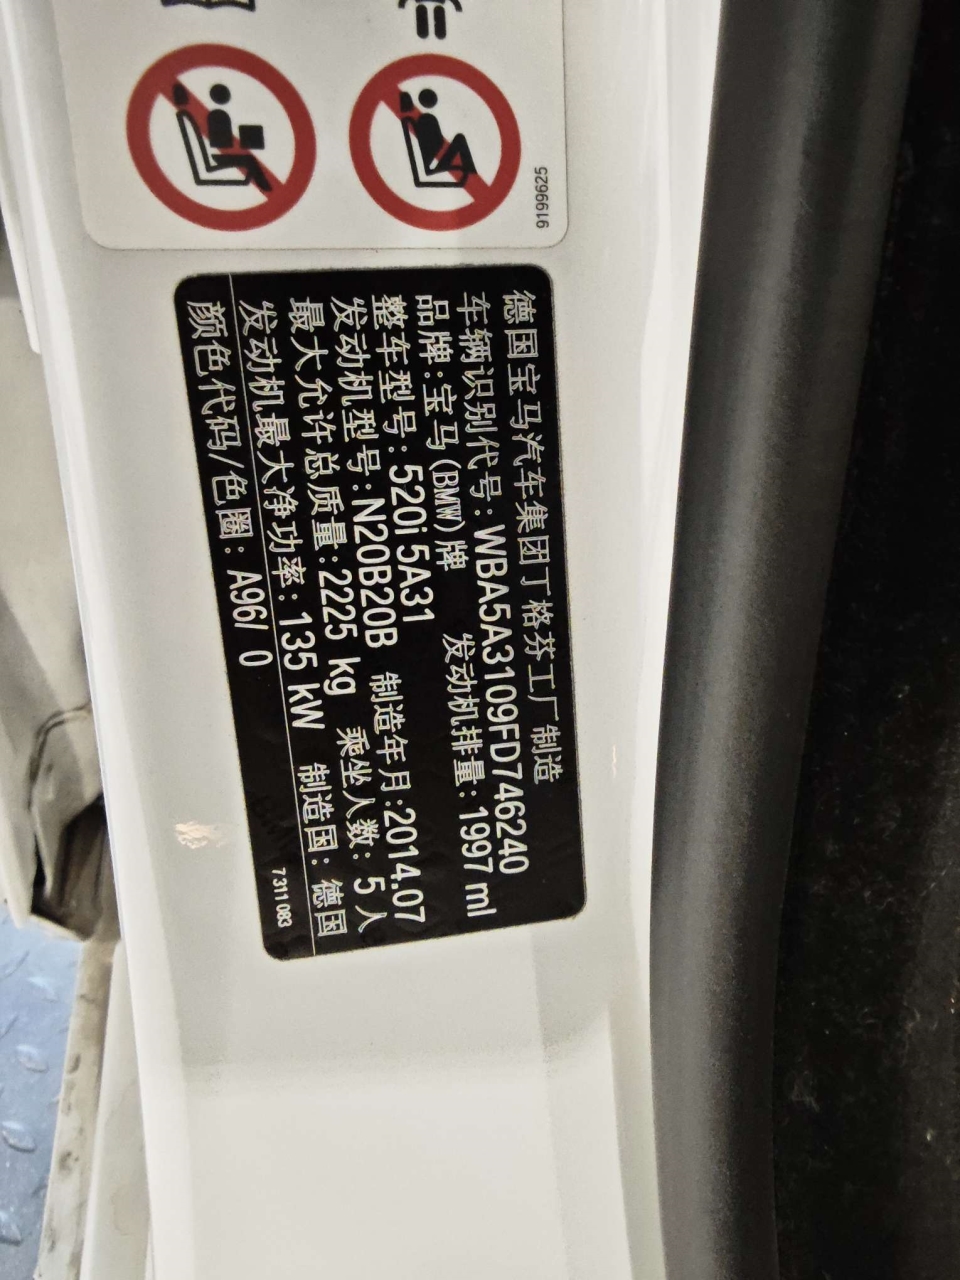 9199625
德国宝马汽车集团丁格芬工厂制造
车辆识别代号:WBA5A3109FD746240
品牌:宝马(BMW)牌 发动机排量:1997 ml
整车型号:520i 5A31
发动机型号:N20B20B 制造年月:2014.07
最大允许总质量:2225 kg 乘坐人数:5人
发动机最大净功率:135 kW 制造国:德国
颜色代码/色圈:A96/ 0
7311 083